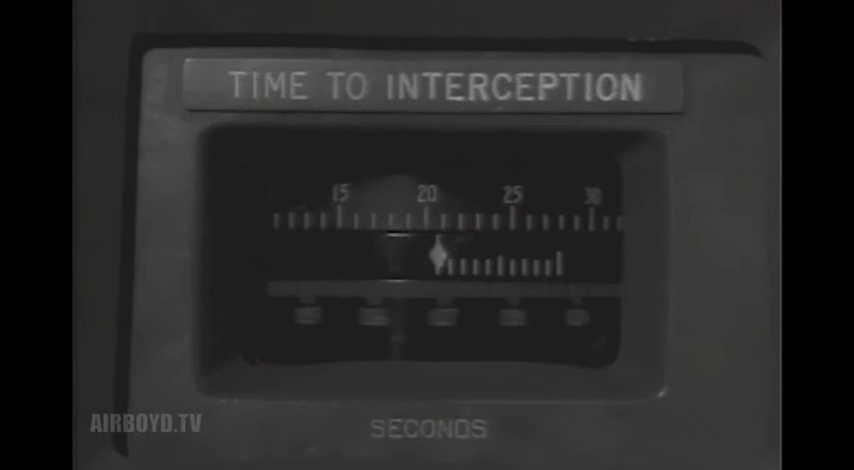 TIME TO INTERCEPTION
15 20 25 30
SECONDS
AIRBOYD.TV